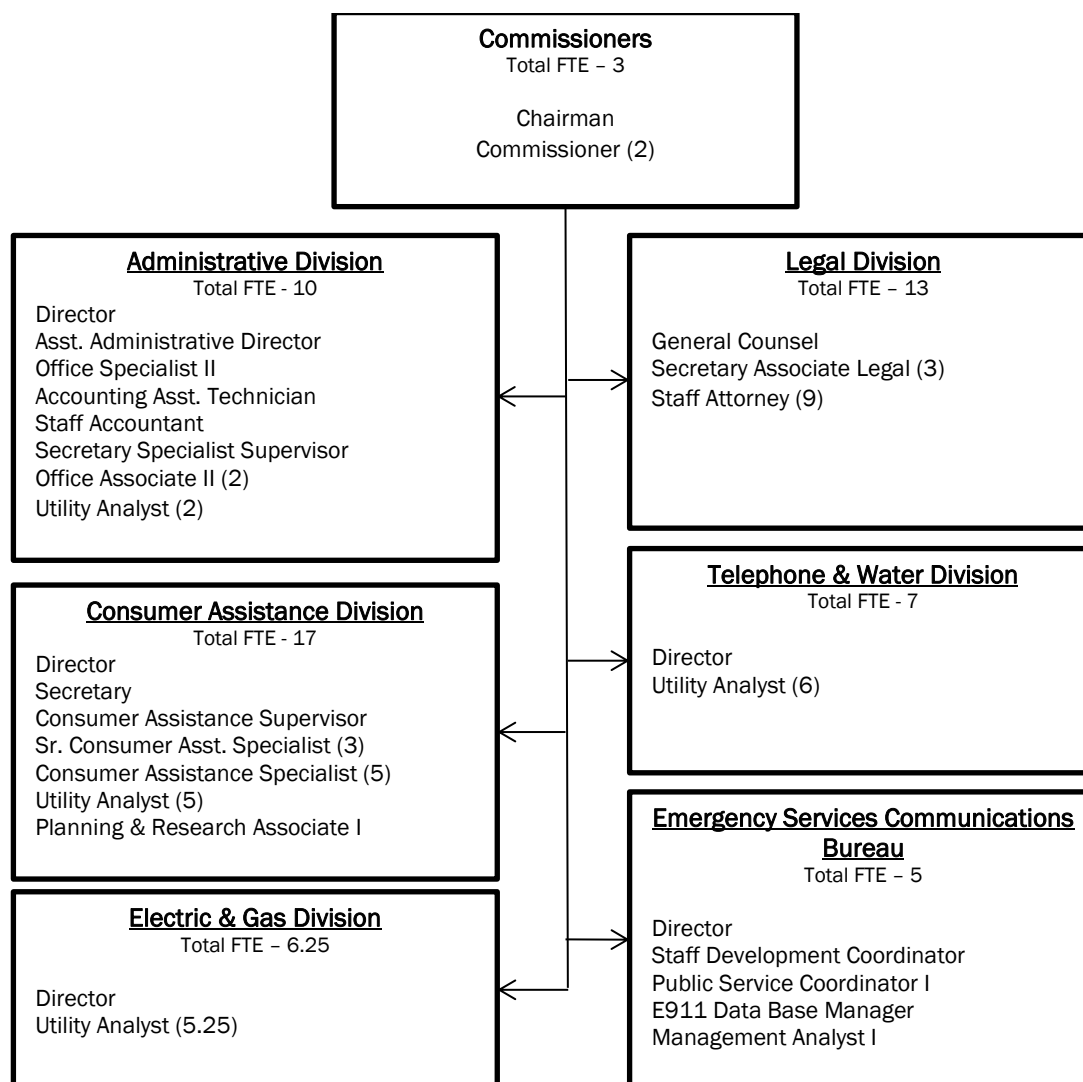 Commissioners
Total FTE – 3
Chairman
Commissioner (2)
Administrative Division
Total FTE - 10
Director
Asst. Administrative Director
Office Specialist II
Accounting Asst. Technician
Staff Accountant
Secretary Specialist Supervisor
Office Associate II (2)
Utility Analyst (2)
Legal Division
Total FTE – 13
General Counsel
Secretary Associate Legal (3)
Staff Attorney (9)
Consumer Assistance Division
Total FTE - 17
Director
Secretary
Consumer Assistance Supervisor
Sr. Consumer Asst. Specialist (3)
Consumer Assistance Specialist (5)
Utility Analyst (5)
Planning & Research Associate I
Telephone & Water Division
Total FTE - 7
Director
Utility Analyst (6)
Electric & Gas Division
Total FTE – 6.25
Director
Utility Analyst (5.25)
Emergency Services Communications
Bureau
Total FTE – 5
Director
Staff Development Coordinator
Public Service Coordinator I
E911 Data Base Manager
Management Analyst I